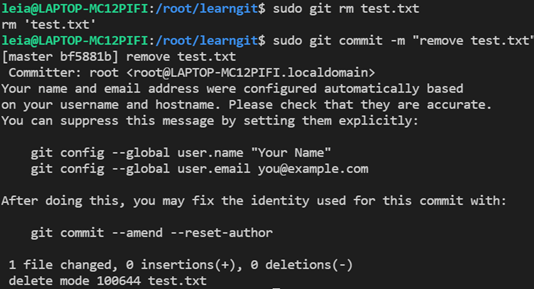 leia@LAPTOP-MC12PIFI:/root/learngit$ sudo git rm test.txt
rm 'test.txt'
leia@LAPTOP-MC12PIFI:/root/learngit$ sudo git commit -m "remove test.txt"
[master bf5881b] remove test.txt
 Committer: root <root@LAPTOP-MC12PIFI.localdomain>
Your name and email address were configured automatically based
on your username and hostname. Please check that they are accurate.
You can suppress this message by setting them explicitly:

    git config --global user.name "Your Name"
    git config --global user.email you@example.com

After doing this, you may fix the identity used for this commit with:

    git commit --amend --reset-author

 1 file changed, 0 insertions(+), 0 deletions(-)
 delete mode 100644 test.txt